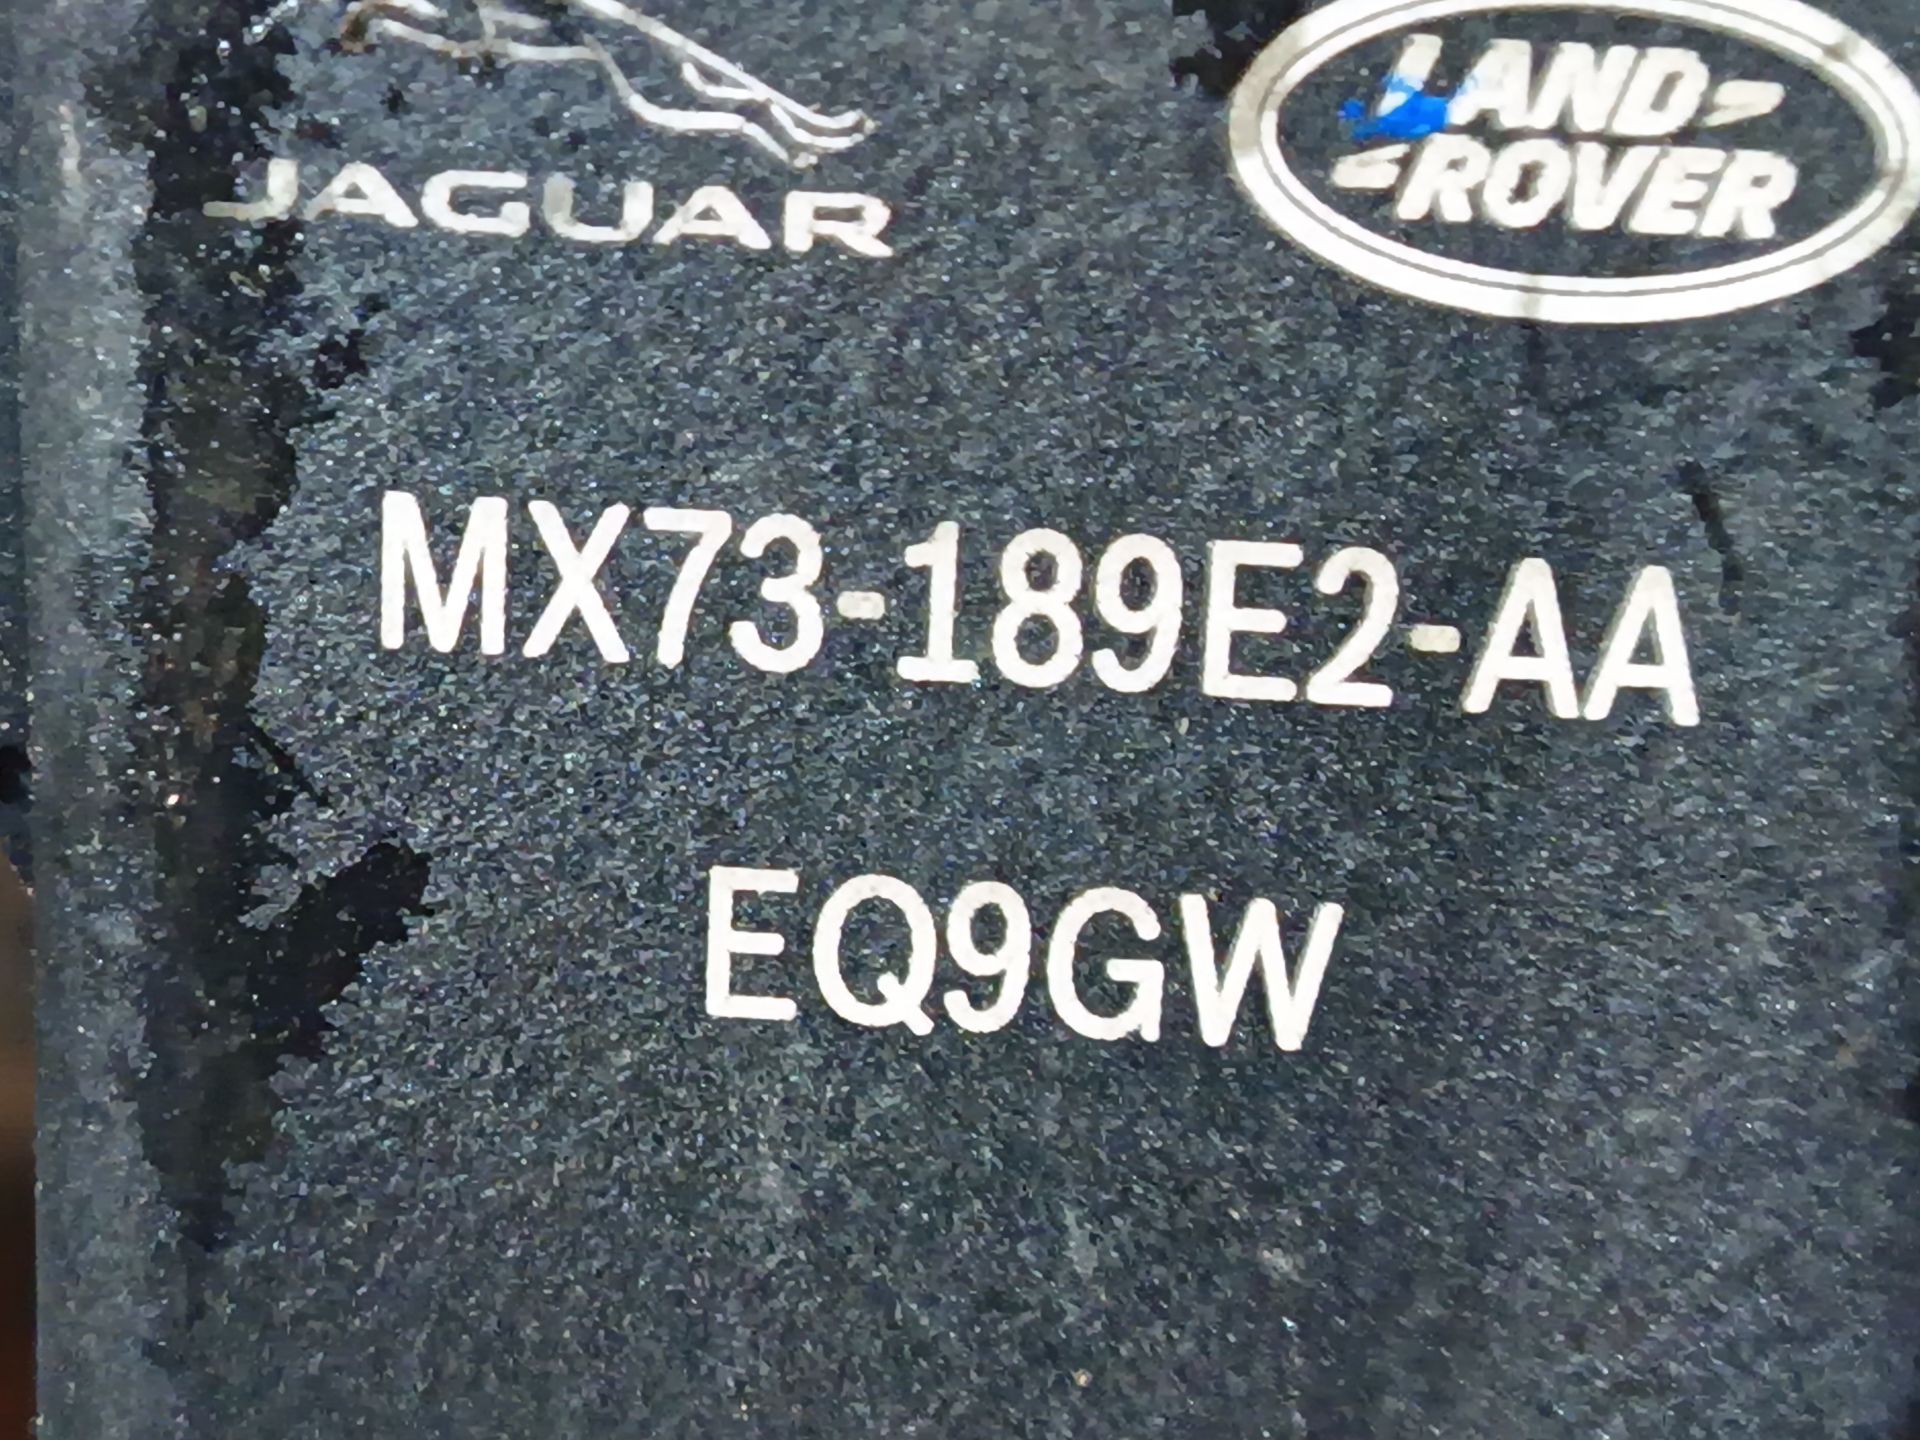 JAGUAR
LAND
ROVER
MX73-189E2-AA
EQ9GW